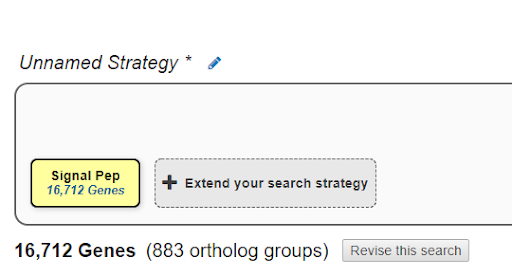 Unnamed Strategy *
Signal Pep
16,712 Genes
+ Extend your search strategy
16,712 Genes (883 ortholog groups) Revise this search